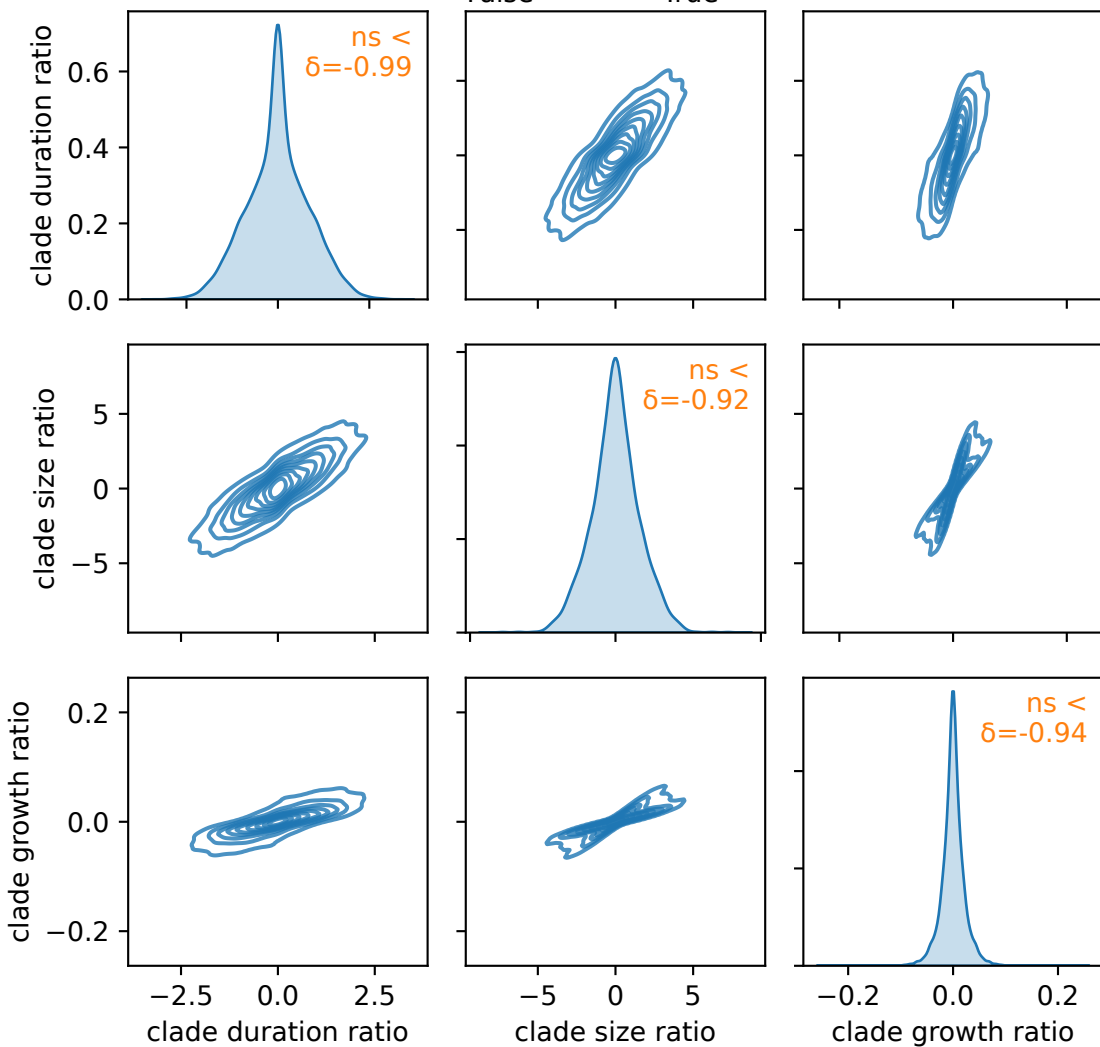 True
clade duration ratio
0.6
0.4
0.2
0.0
ns <
δ=-0.99
clade size ratio
5
0
−5
ns <
δ=-0.92
clade growth ratio
0.2
0.0
−0.2
ns <
δ=-0.94
−2.5 0.0 2.5
−5 0 5
−0.2 0.0 0.2
clade duration ratio
clade size ratio
clade growth ratio